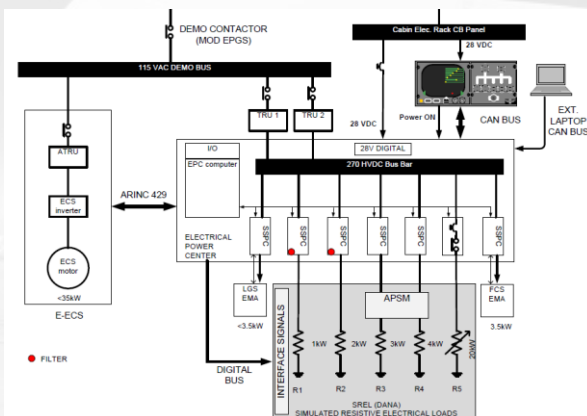 DEMO CONTACTOR
(MOD EPGS)
Cabin Elec. Rack CB Panel
28 VDC
115 VAC DEMO BUS
TRU 1
TRU 2
28 VDC
Power ON
CAN BUS
EXT.
LAPTOP
CAN BUS
ATRU
ECS
inverter
ECS
motor
<35kW
E-ECS
ARINC 429
I/O
EPC computer
28V DIGITAL
270 HVDC Bus Bar
ELECTRICAL
POWER
CENTER
SSPC
SSPC
SSPC
SSPC
SSPC
SSPC
LGS
EMA
<3.5kW
FCS
EMA
3.5kW
FILTER
DIGITAL
BUS
INTERFACE SIGNALS
APSM
1kW
2kW
3kW
4kW
20kW
R1
R2
R3
R4
R5
SREL (DANA)
SIMULATED RESISTIVE ELECTRICAL LOADS